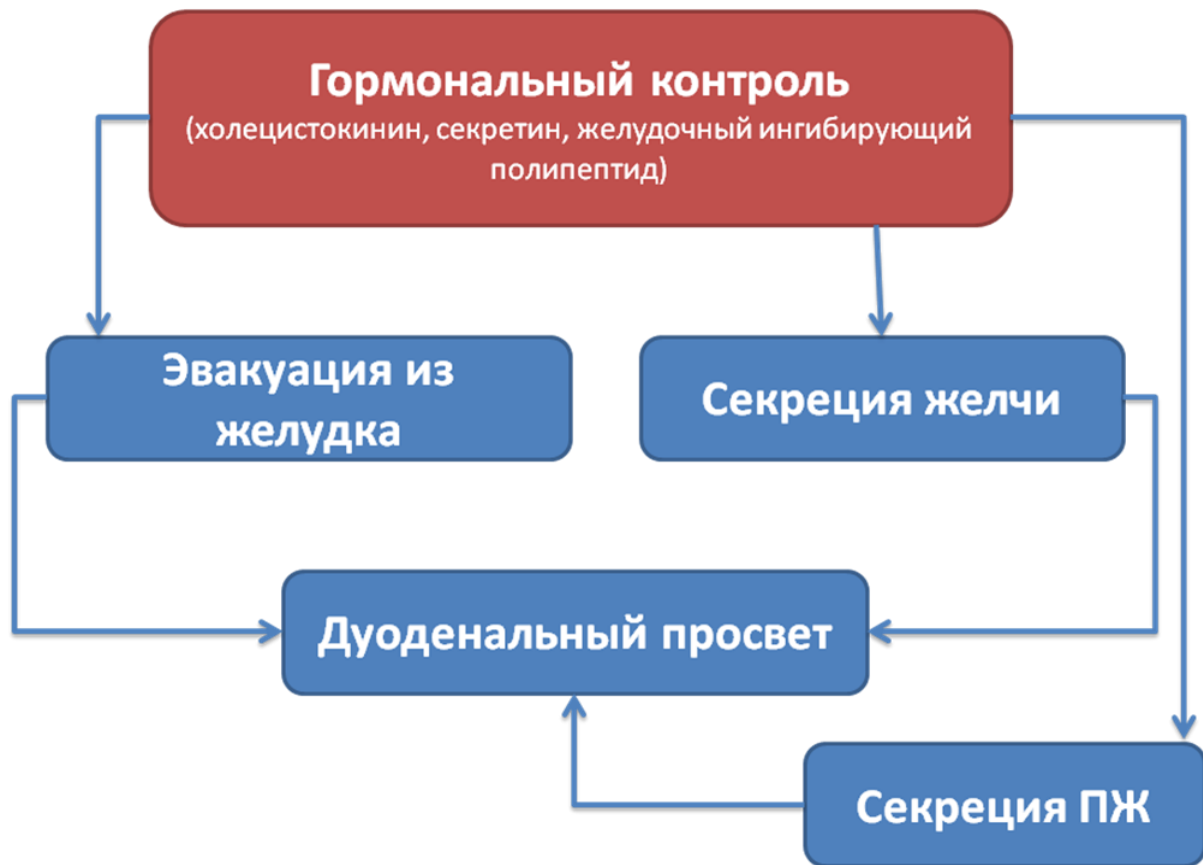 Гормональный контроль
(холецистокинин, секретин, желудочный ингибирующий
полипептид)
Эвакуация из
желудка
Секреция желчи
Дуоденальный просвет
Секреция ПЖ